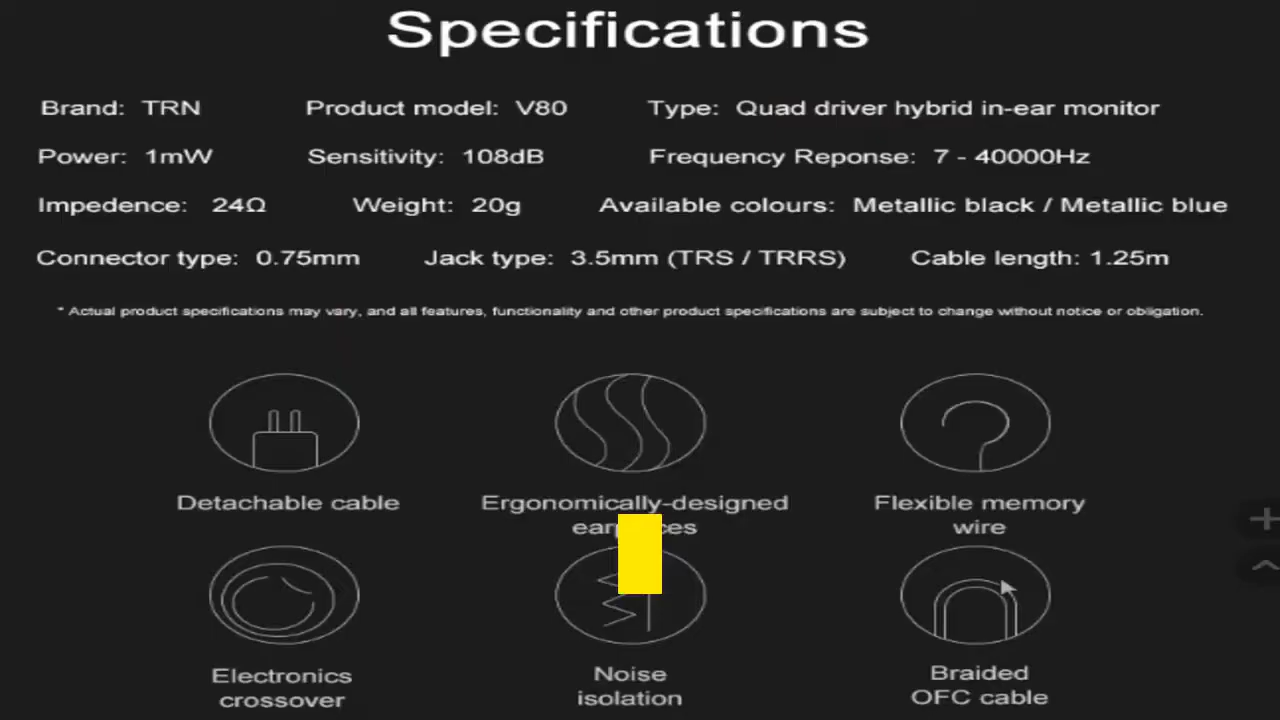 Specifications
Brand: TRN Product model: V80 Type: Quad driver hybrid in-ear monitor
Power: 1mW Sensitivity: 108dB Frequency Reponse: 7 - 40000Hz
Impedence: 24Ω Weight: 20g Available colours: Metallic black / Metallic blue
Connector type: 0.75mm Jack type: 3.5mm (TRS / TRRS) Cable length: 1.25m
* Actual product specifications may vary, and all features, functionality and other product specifications are subject to change without notice or obligation.
Detachable cable Ergonomically-designed Flexible memory
wire
Electronics Noise Braided
crossover isolation OFC cable